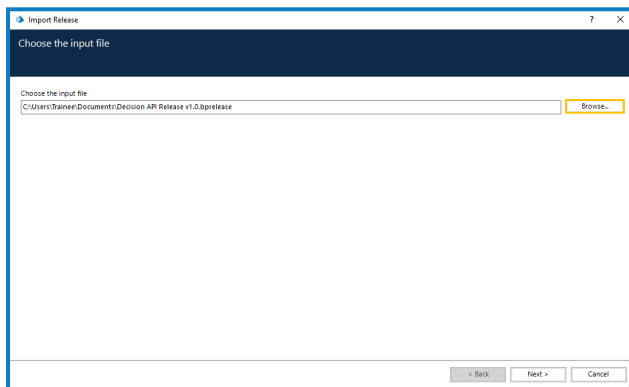 Import Release
?
Choose the input file
Choose the input file
C:\Users\Trainee\Documents\Decision API Release v1.0.bprelease
Browse...
< Back
Next >
Cancel